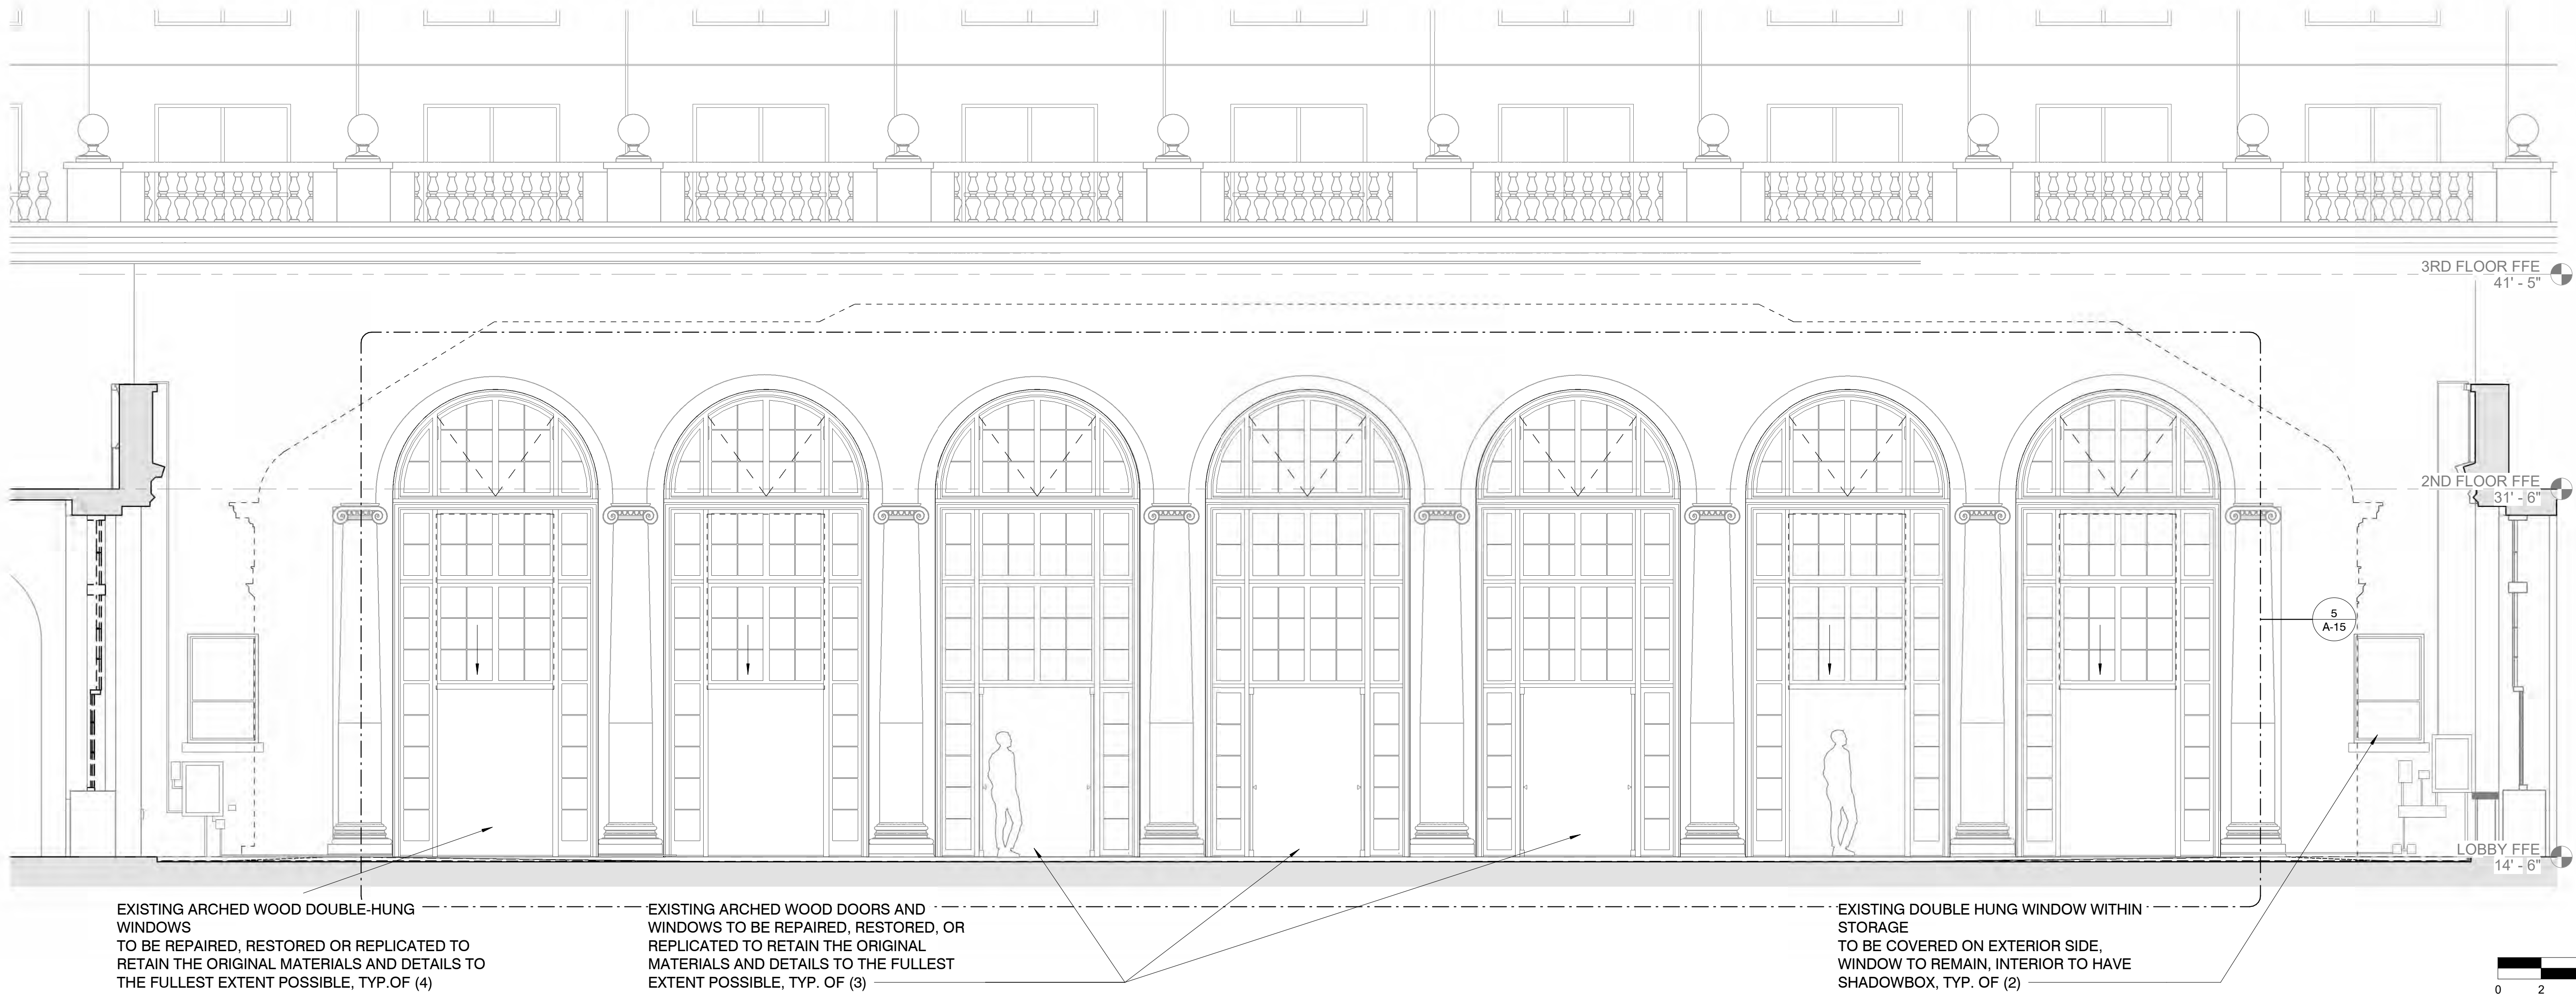 3RD FLOOR FFE
41' - 5"
2ND FLOOR FFE
31' - 6"
5
A-15
LOBBY FFE
14' - 6"
EXISTING ARCHED WOOD DOUBLE-HUNG
WINDOWS
TO BE REPAIRED, RESTORED OR REPLICATED TO
RETAIN THE ORIGINAL MATERIALS AND DETAILS TO
THE FULLEST EXTENT POSSIBLE, TYP.OF (4)
EXISTING ARCHED WOOD DOORS AND
WINDOWS TO BE REPAIRED, RESTORED, OR
REPLICATED TO RETAIN THE ORIGINAL
MATERIALS AND DETAILS TO THE FULLEST
EXTENT POSSIBLE, TYP. OF (3)
EXISTING DOUBLE HUNG WINDOW WITHIN
STORAGE
TO BE COVERED ON EXTERIOR SIDE,
WINDOW TO REMAIN, INTERIOR TO HAVE
SHADOWBOX, TYP. OF (2)
0 2